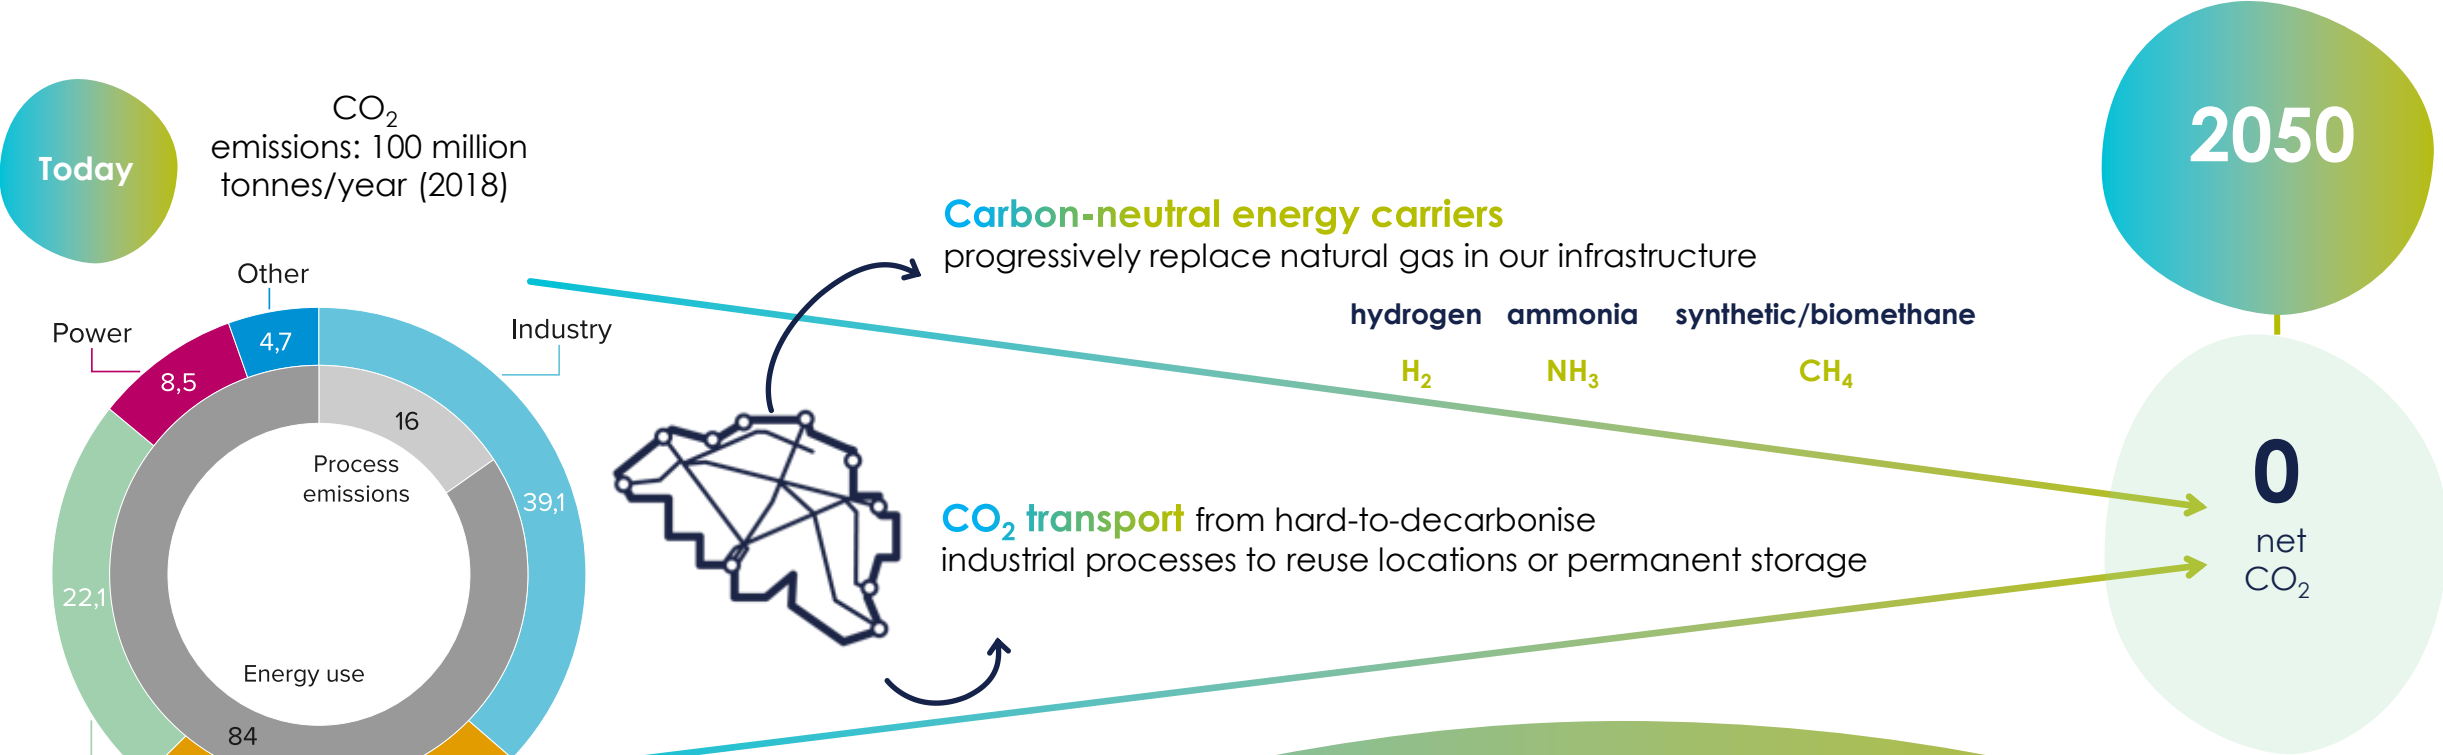 Today
CO₂
emissions: 100 million
tonnes/year (2018)
Other
Power
Industry
4,7
8,5
16
Process
emissions
39,1
22,1
Energy use
84
Carbon-neutral energy carriers
progressively replace natural gas in our infrastructure
hydrogen ammonia synthetic/biomethane
H₂ NH₃ CH₄
CO₂ transport from hard-to-decarbonise
industrial processes to reuse locations or permanent storage
2050
0
net
CO₂